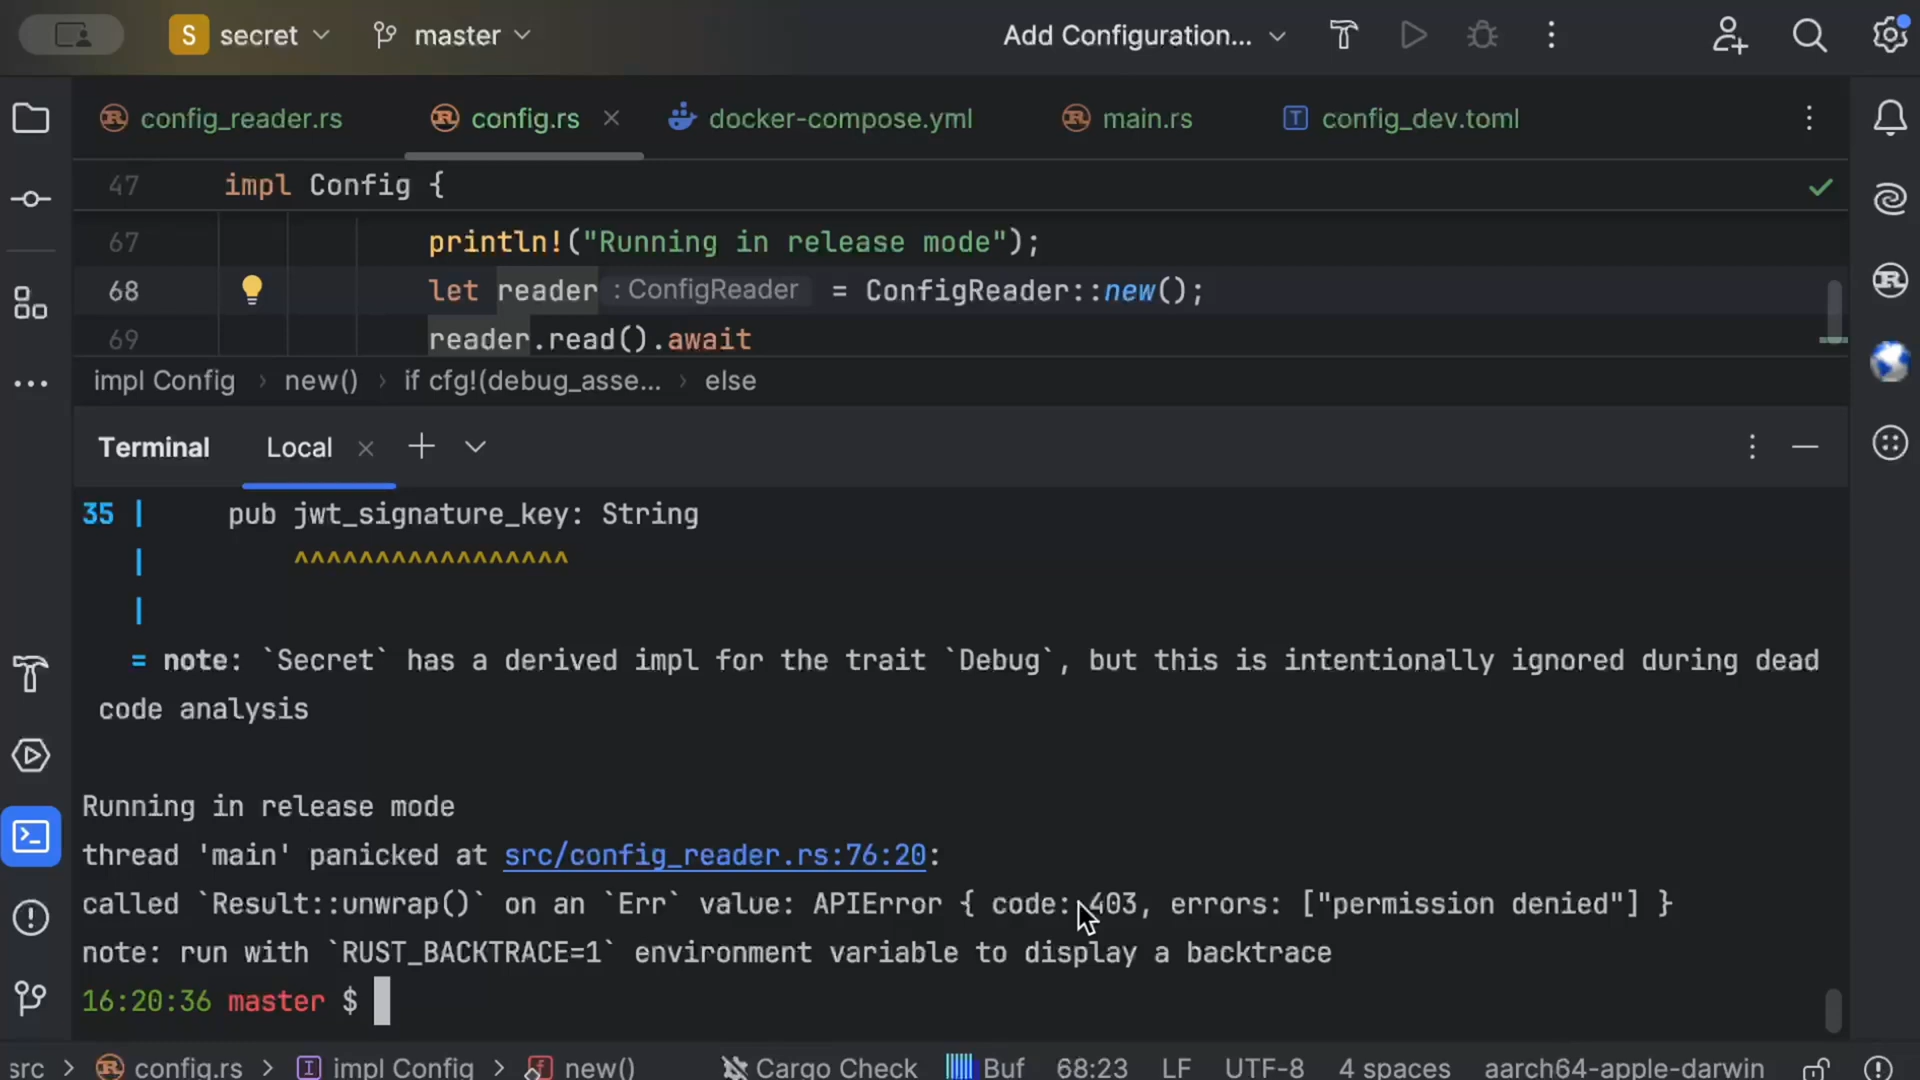 S secret master Add Configuration...
config_reader.rs config.rs docker-compose.yml main.rs T config_dev.toml
47 impl Config {
67 println!("Running in release mode");
68 let reader : ConfigReader = ConfigReader::new();
69 reader.read().await
impl Config › new() › if cfg!(debug_asse... › else
Terminal Local
35 | pub jwt_signature_key: String
| ^^^^^^^^^^^^^^^^^
|
= note: `Secret` has a derived impl for the trait `Debug`, but this is intentionally ignored during dead
code analysis
Running in release mode
thread 'main' panicked at src/config_reader.rs:76:20:
called `Result::unwrap()` on an `Err` value: APIError { code: 403, errors: ["permission denied"] }
note: run with `RUST_BACKTRACE=1` environment variable to display a backtrace
16:20:36 master $
src › config.rs › impl Config › new() Cargo Check Buf 68:23 LF UTF-8 4 spaces aarch64-apple-darwin